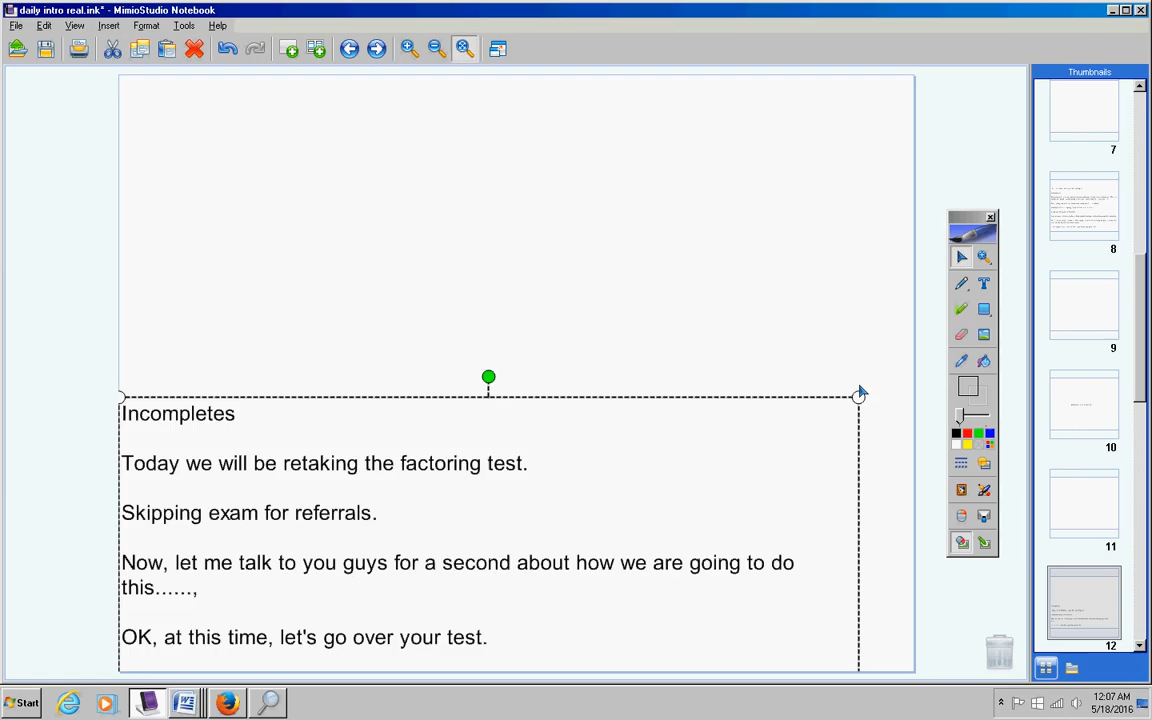 daily intro real.ink* - MimioStudio Notebook
File Edit View Insert Format Tools Help
Thumbnails
7
8
9
10
11
12
Incompletes
Today we will be retaking the factoring test.
Skipping exam for referrals.
Now, let me talk to you guys for a second about how we are going to do
this......,
OK, at this time, let's go over your test.
Start
12:07 AM
5/18/2016